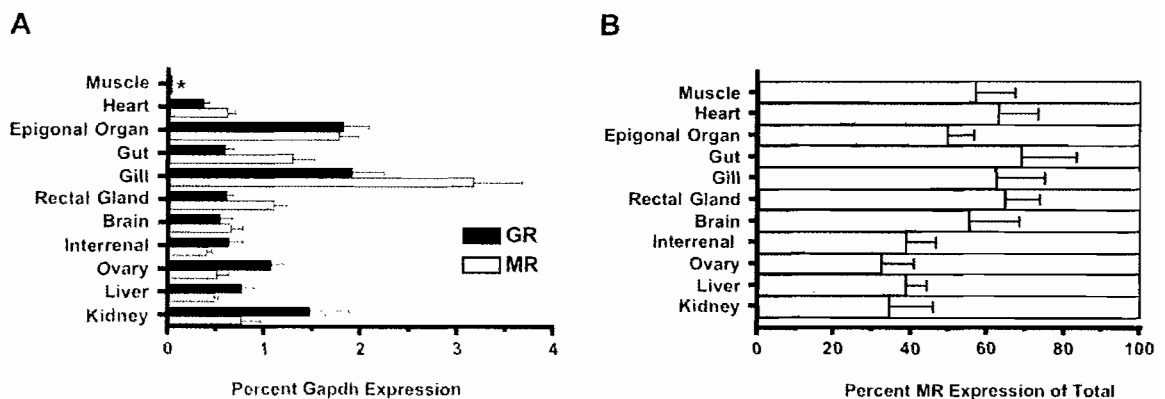 A
Muscle
*
Heart
Epigonal Organ
Gut
Gill
Rectal Gland
Brain
Interrenal
Ovary
Liver
Kidney
GR
MR
0 1 2 3 4
Percent Gapdh Expression
B
Muscle
Heart
Epigonal Organ
Gut
Gill
Rectal Gland
Brain
Interrenal
Ovary
Liver
Kidney
0 20 40 60 80 100
Percent MR Expression of Total